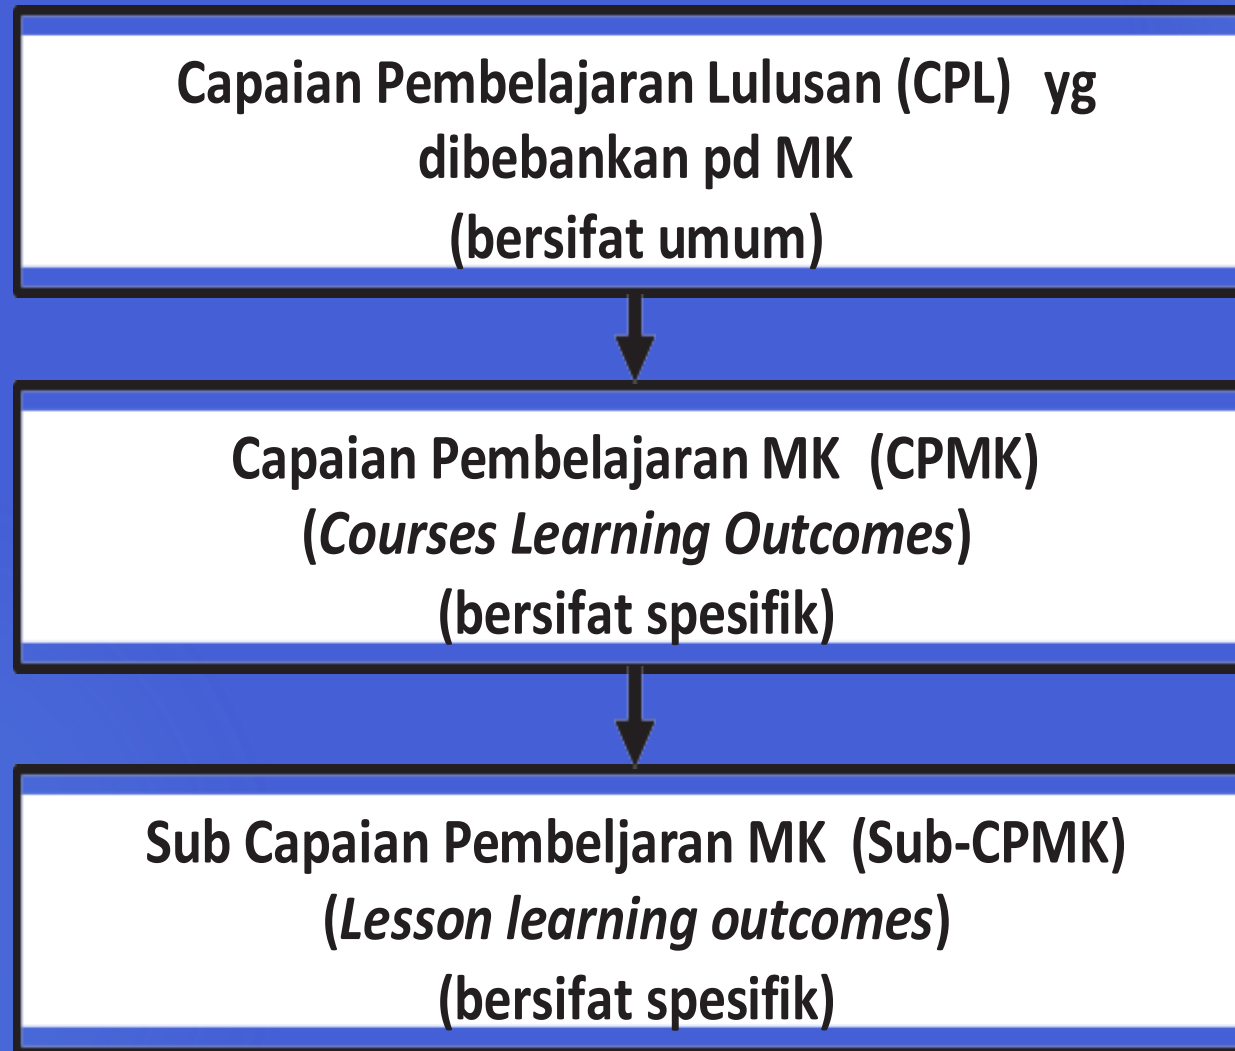 Capaian Pembelajaran Lulusan (CPL) yg
dibebankan pd MK
(bersifat umum)
Capaian Pembelajaran MK (CPMK)
(Courses Learning Outcomes)
(bersifat spesifik)
Sub Capaian Pembeljaran MK (Sub-CPMK)
(Lesson learning outcomes)
(bersifat spesifik)